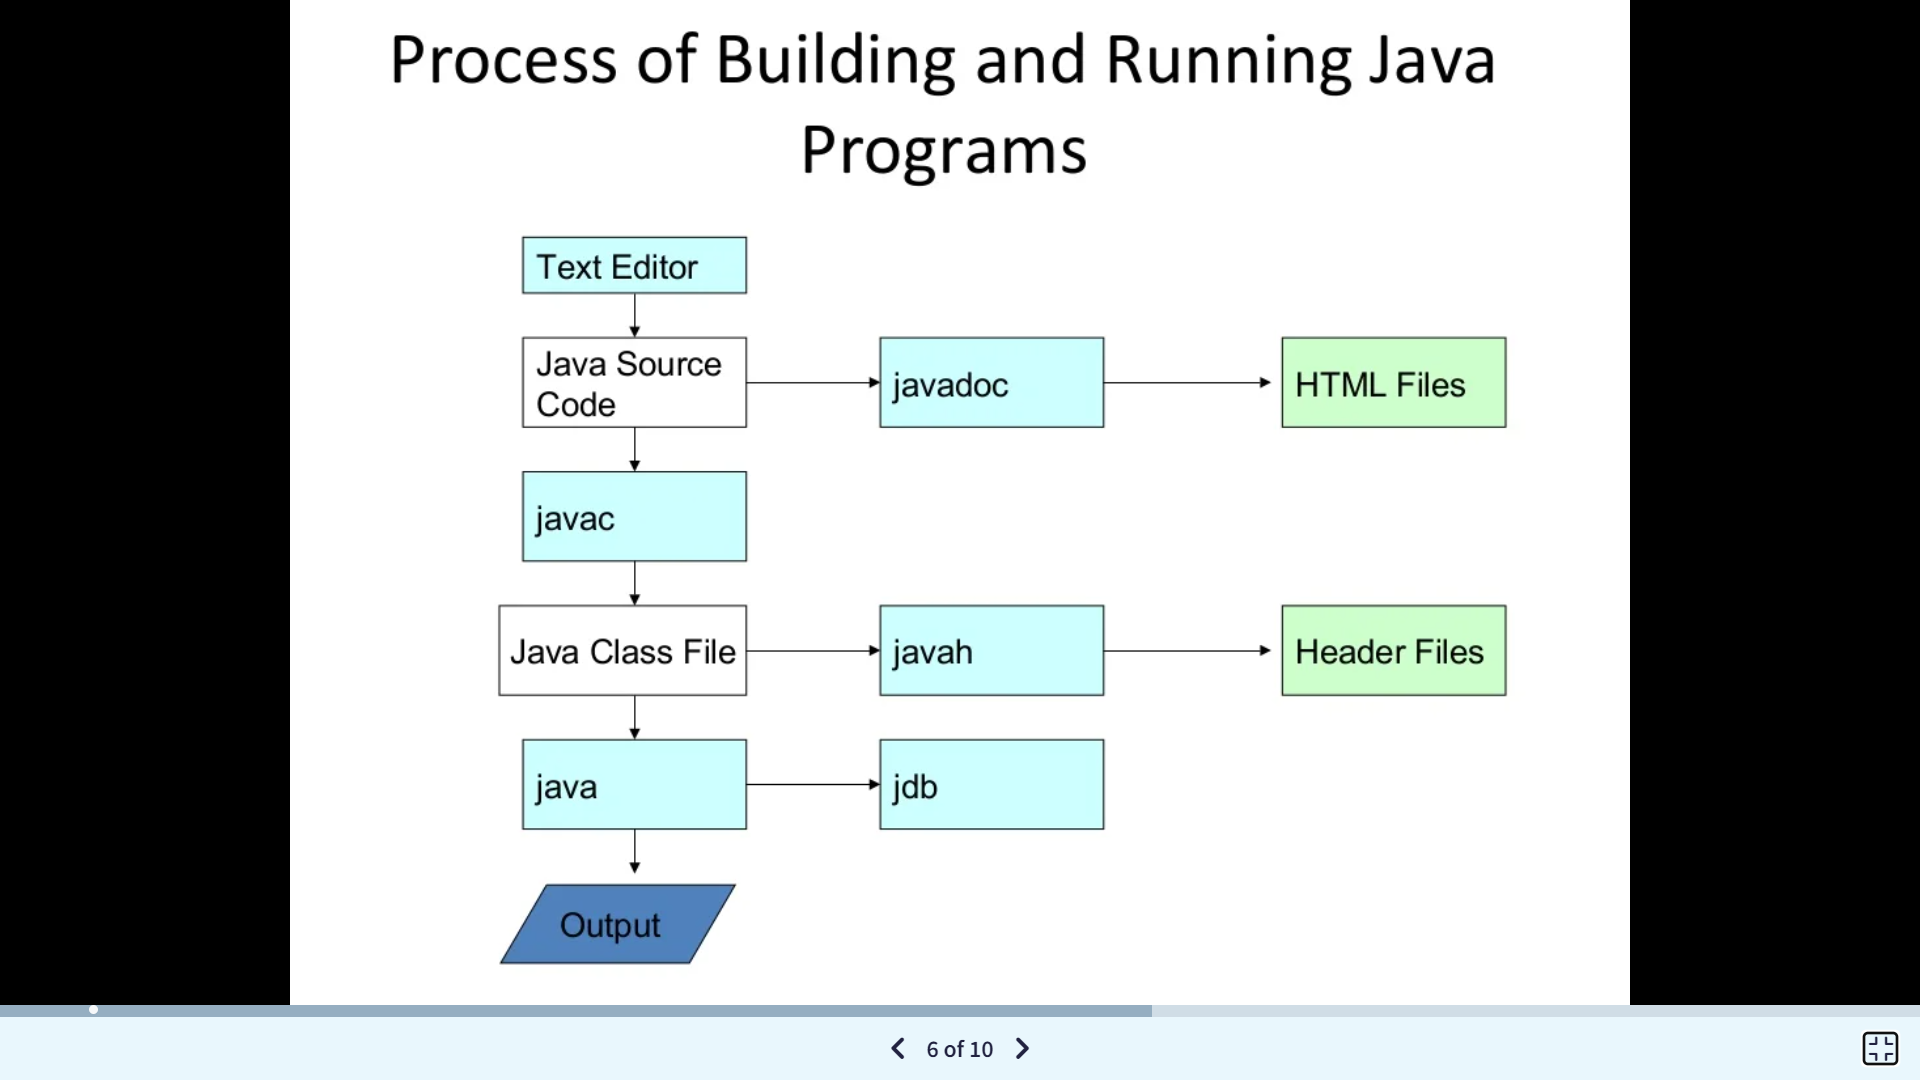 Process of Building and Running Java
Programs
Text Editor
Java Source
Code
javadoc
HTML Files
javac
Java Class File
javah
Header Files
java
jdb
Output
6 of 10